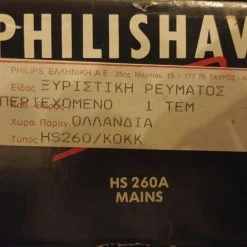 PHILISHAV
PHILIPS ΕΛΛΗΝΙΚΗ Α.Ε. 25ης Μαρτίου 15 - 177 78 ΤΑΥΡΟΣ - Α
Είδος ΞΥΡΙΣΤΙΚΗ ΡΕΥΜΑΤΟΣ
ΠΕΡΙΕΧΟΜΕΝΟ 1 ΤΕΜ
Χώρα Παραγ. ΟΛΛΑΝΔΙΑ
Τύπος HS260/ΚΟΚΚ
HS 260A
MAINS